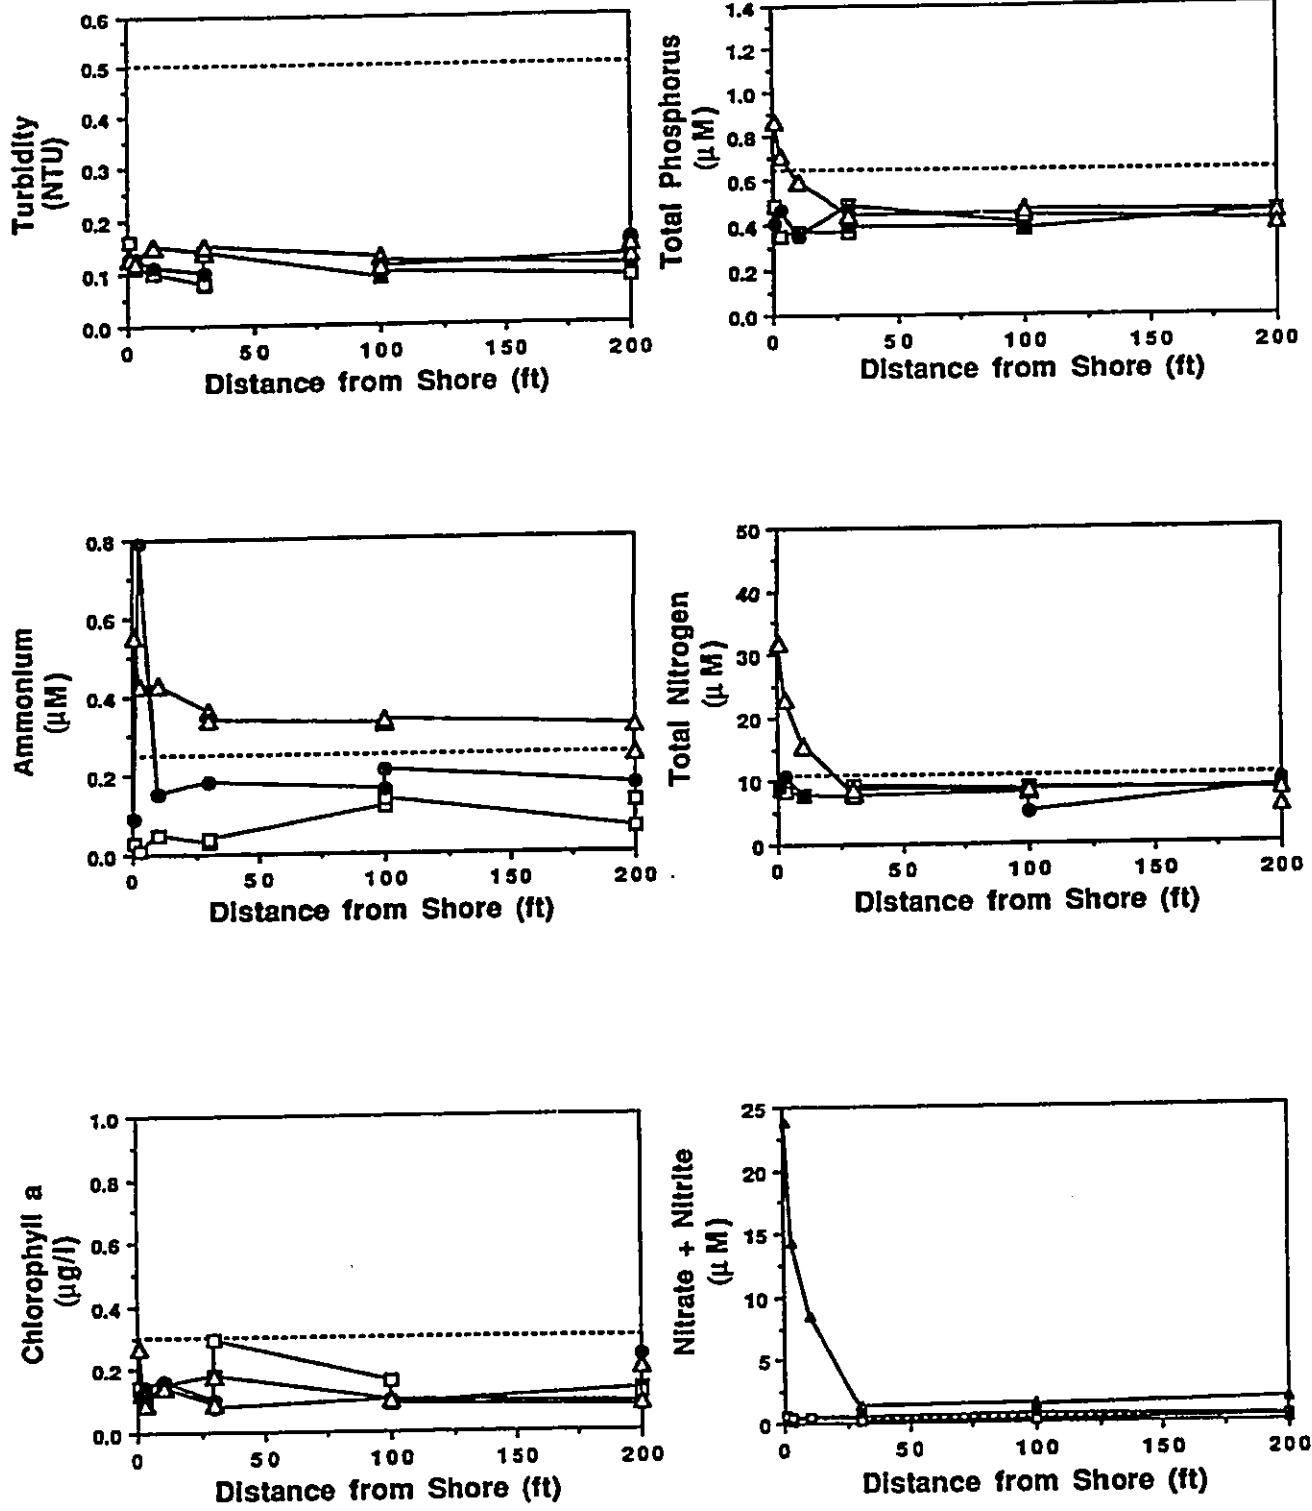 Turbidity
(NTU)
0.6
0.5
0.4
0.3
0.2
0.1
0.0
0 50 100 150 200
Distance from Shore (ft)
Total Phosphorus
(μM)
1.4
1.2
1.0
0.8
0.6
0.4
0.2
0.0
0 50 100 150 200
Distance from Shore (ft)
Ammonium
(μM)
0.8
0.6
0.4
0.2
0.0
0 50 100 150 200
Distance from Shore (ft)
Total Nitrogen
(μM)
50
40
30
20
10
0
0 50 100 150 200
Distance from Shore (ft)
Chlorophyll a
(μg/l)
1.0
0.8
0.6
0.4
0.2
0.0
0 50 100 150 200
Distance from Shore (ft)
Nitrate + Nitrite
(μM)
25
20
15
10
5
0
0 50 100 150 200
Distance from Shore (ft)